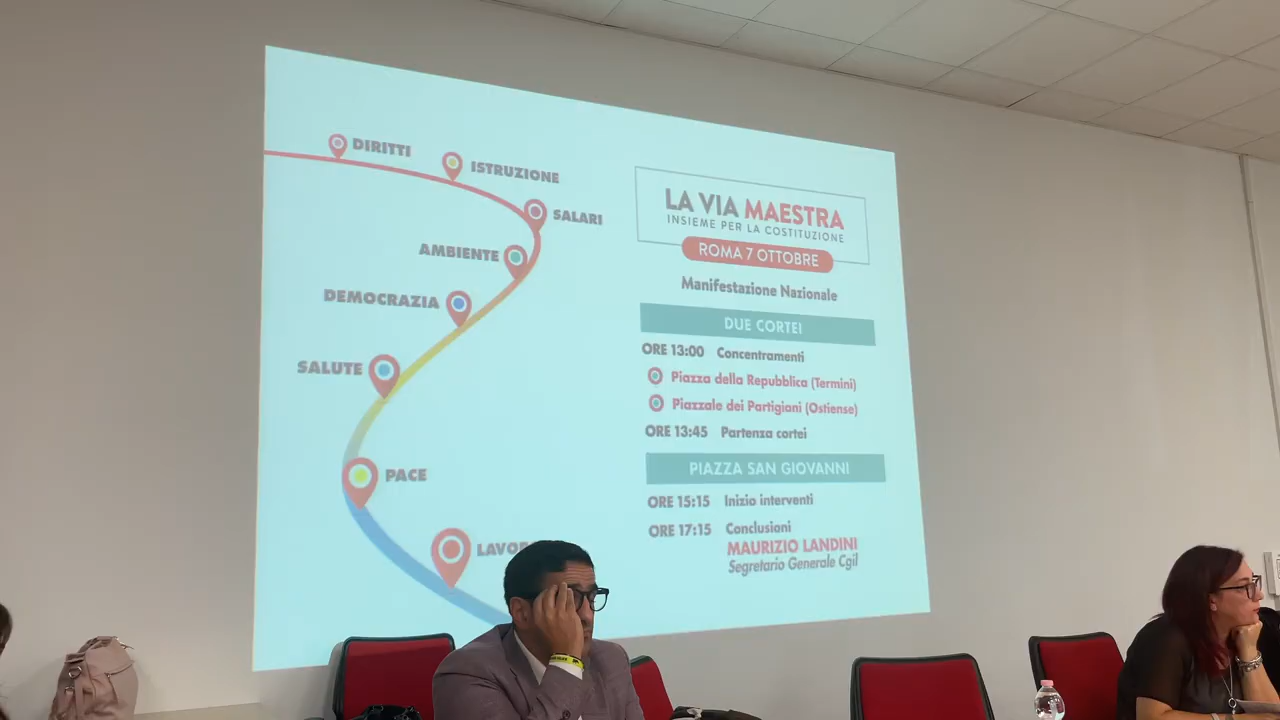 DIRITTI
ISTRUZIONE
SALARI
AMBIENTE
DEMOCRAZIA
SALUTE
PACE
LA VIA MAESTRA
INSIEME PER LA COSTITUZIONE
ROMA 7 OTTOBRE
Manifestazione Nazionale
DUE CORTEI
ORE 13:00 Concentramenti
Piazza della Repubblica (Termini)
Piazzale dei Partigiani (Ostiense)
ORE 13:45 Partenza cortei
PIAZZA SAN GIOVANNI
ORE 15:15 Inizio interventi
ORE 17:15 Conclusioni
MAURIZIO LANDINI
Segretario Generale Cgil